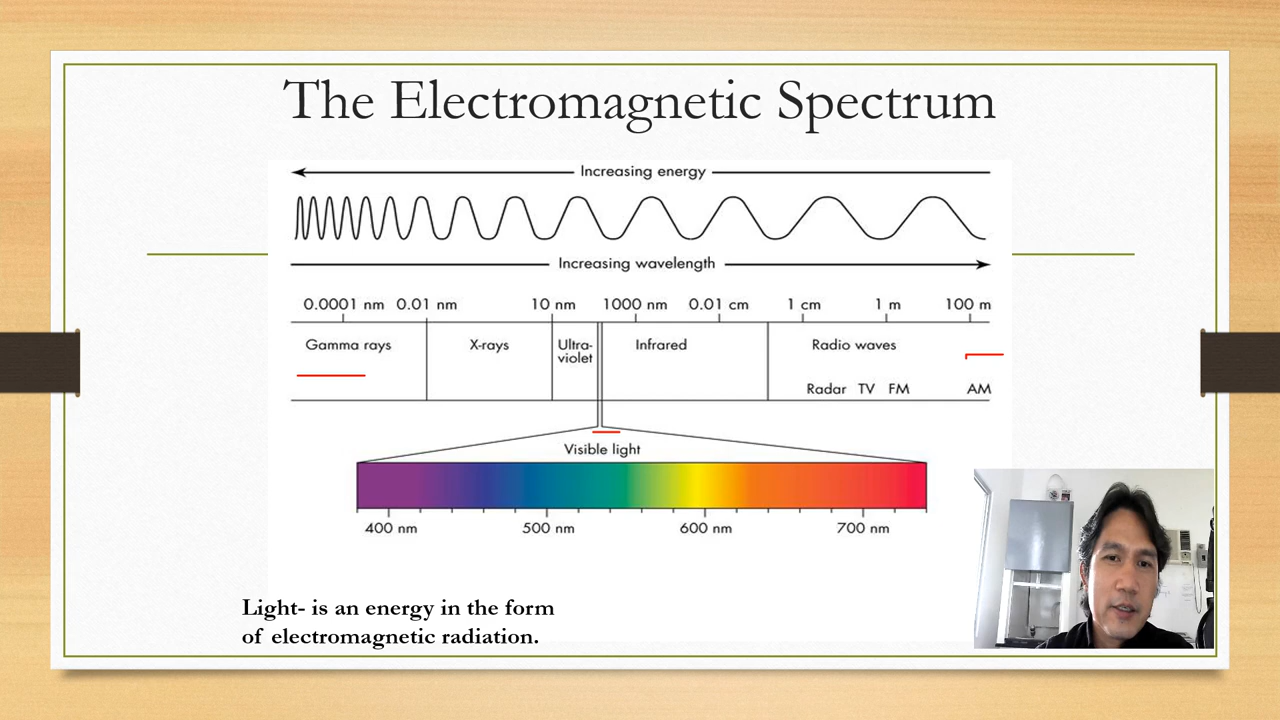 The Electromagnetic Spectrum
Increasing energy
Increasing wavelength
0.0001 nm 0.01 nm 10 nm 1000 nm 0.01 cm 1 cm 1 m 100 m
Gamma rays X-rays Ultra- Infrared Radio waves
violet
Radar TV FM AM
Visible light
400 nm 500 nm 600 nm 700 nm
Light- is an energy in the form
of electromagnetic radiation.